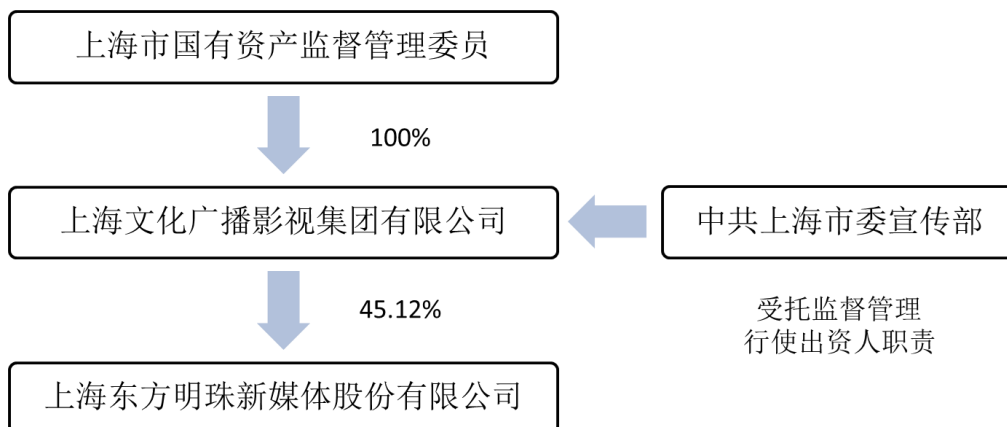 上海市国有资产监督管理委员
100%
上海文化广播影视集团有限公司
中共上海市委宣传部
45.12%
受托监督管理
行使出资人职责
上海东方明珠新媒体股份有限公司